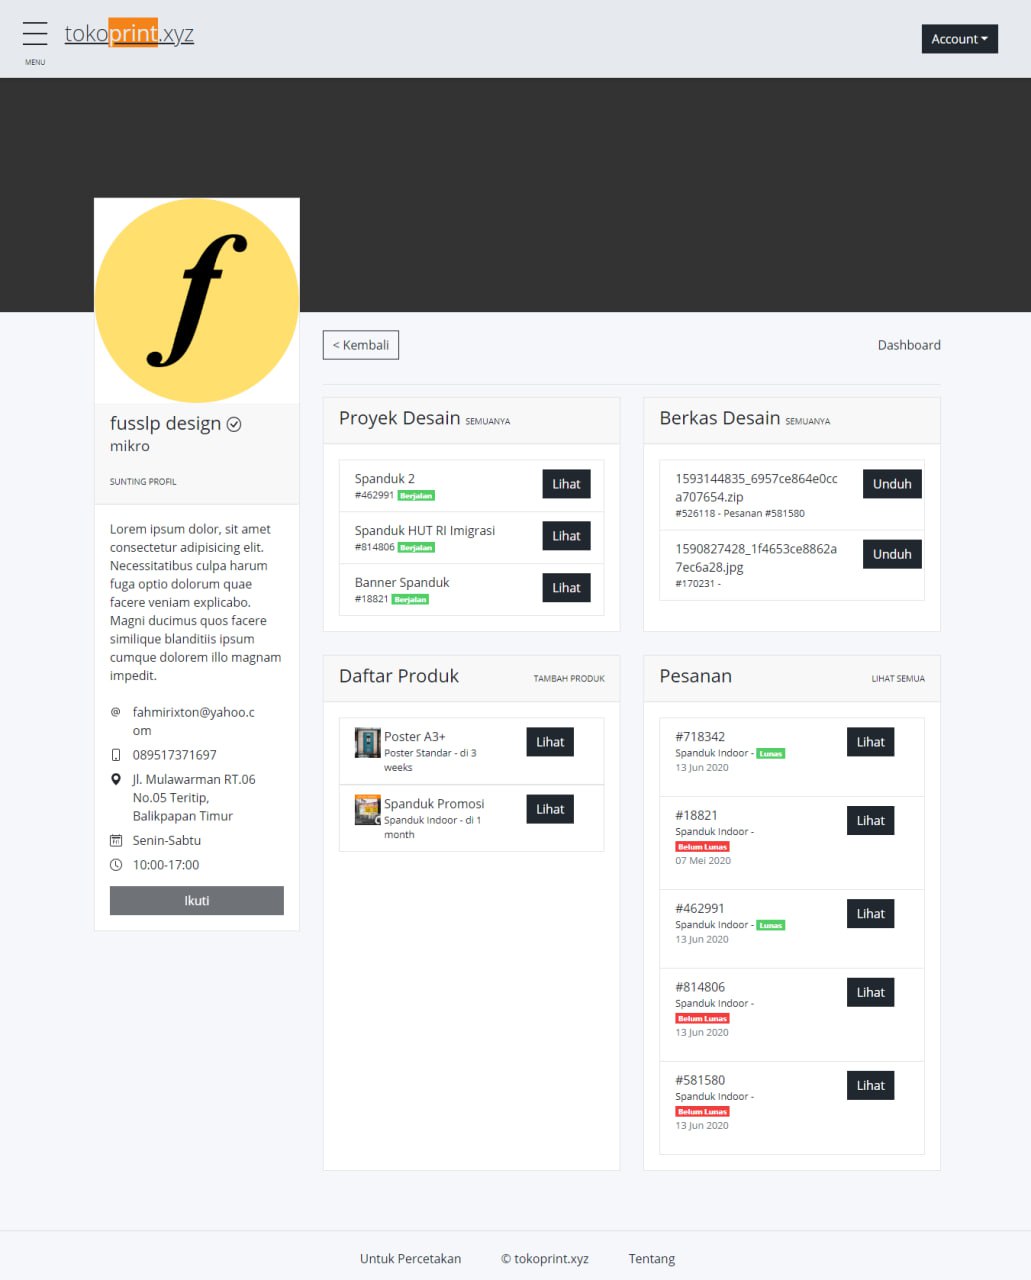 MENU
tokoprint.xyz
Account
f
fusslp design
mikro
SUNTING PROFIL
Lorem ipsum dolor, sit amet
consectetur adipisicing elit.
Necessitatibus culpa harum
fuga optio dolorum quae
facere veniam explicabo.
Magni ducimus quos facere
similique blanditiis ipsum
cumque dolorem illo magnam
impedit.
@ fahmirixton@yahoo.c
om
089517371697
Jl. Mulawarman RT.06
No.05 Teritip,
Balikpapan Timur
Senin-Sabtu
10:00-17:00
Ikuti
< Kembali
Dashboard
Proyek Desain SEMUANYA
Spanduk 2
#462991 Berjalan
Lihat
Spanduk HUT RI Imigrasi
#814806 Berjalan
Lihat
Banner Spanduk
#18821 Berjalan
Lihat
Berkas Desain SEMUANYA
1593144835_6957ce864e0cc
a707654.zip
#526118 - Pesanan #581580
Unduh
1590827428_1f4653ce8862a
7ec6a28.jpg
#170231 -
Unduh
Daftar Produk
TAMBAH PRODUK
Poster A3+
Poster Standar - di 3
weeks
Lihat
Spanduk Promosi
Spanduk Indoor - di 1
month
Lihat
Pesanan
LIHAT SEMUA
#718342
Spanduk Indoor - Lunas
13 Jun 2020
Lihat
#18821
Spanduk Indoor -
Belum Lunas
07 Mei 2020
Lihat
#462991
Spanduk Indoor - Lunas
13 Jun 2020
Lihat
#814806
Spanduk Indoor -
Belum Lunas
13 Jun 2020
Lihat
#581580
Spanduk Indoor -
Belum Lunas
13 Jun 2020
Lihat
Untuk Percetakan
© tokoprint.xyz
Tentang